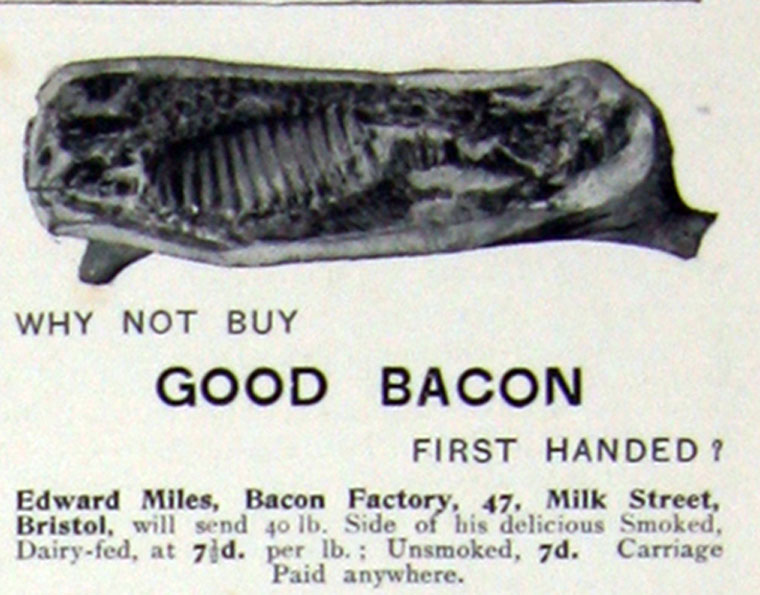 WHY NOT BUY
GOOD BACON
FIRST HANDED?
Edward Miles, Bacon Factory, 47, Milk Street,
Bristol, will send 40 lb. Side of his delicious Smoked,
Dairy-fed, at 7½d. per lb.; Unsmoked, 7d. Carriage
Paid anywhere.